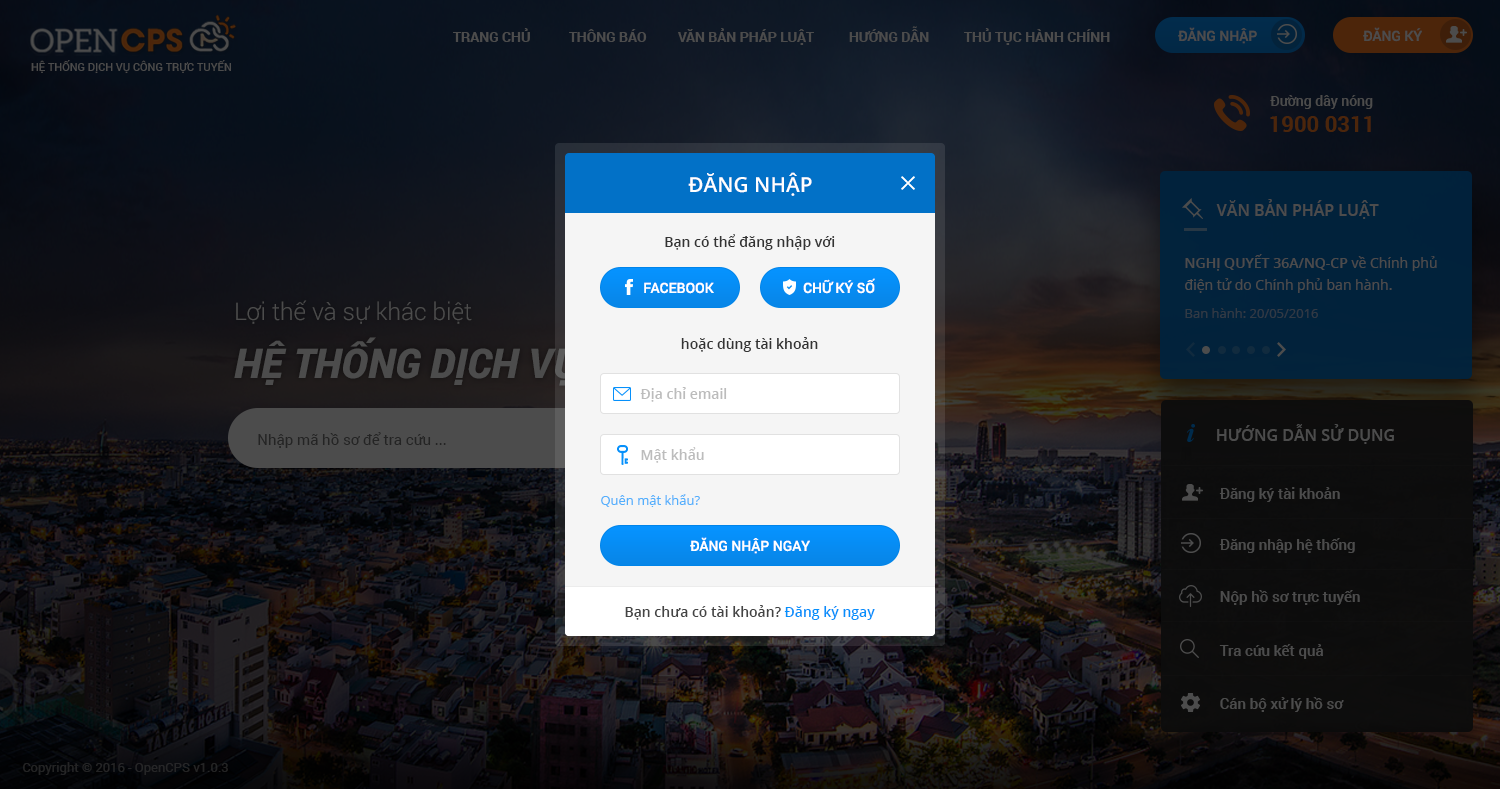 OPENCPS
HỆ THỐNG DỊCH VỤ CÔNG TRỰC TUYẾN
TRANG CHỦ
THÔNG BÁO
VĂN BẢN PHÁP LUẬT
HƯỚNG DẪN
THỦ TỤC HÀNH CHÍNH
ĐĂNG NHẬP
ĐĂNG KÝ
Đường dây nóng
1900 0311
Lợi thế và sự khác biệt
HỆ THỐNG DỊCH VỤ
Nhập mã hồ sơ để tra cứu ...
ĐĂNG NHẬP
Bạn có thể đăng nhập với
FACEBOOK
CHỮ KÝ SỐ
hoặc dùng tài khoản
Địa chỉ email
Mật khẩu
Quên mật khẩu?
ĐĂNG NHẬP NGAY
Bạn chưa có tài khoản? Đăng ký ngay
VĂN BẢN PHÁP LUẬT
NGHỊ QUYẾT 36A/NQ-CP về Chính phủ
điện tử do Chính phủ ban hành.
Ban hành: 20/05/2016
HƯỚNG DẪN SỬ DỤNG
Đăng ký tài khoản
Đăng nhập hệ thống
Nộp hồ sơ trực tuyến
Tra cứu kết quả
Cán bộ xử lý hồ sơ
TÂY BẮC HOTEL
Copyright © 2016 - OpenCPS v1.0.3